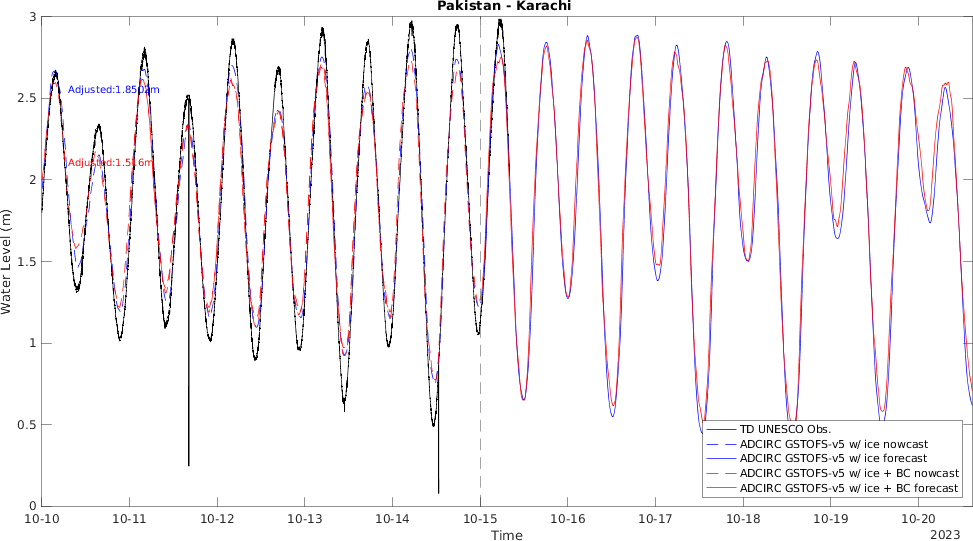 Pakistan - Karachi
3
2.5
2
1.5
1
0.5
0
Water Level (m)
Adjusted:1.8502m
10-10
10-11
10-12
10-13
10-14
10-15
10-16
10-17
10-18
10-19
10-20
Time
2023
TD UNESCO Obs.
ADCIRC GSTOFS-v5 w/ ice nowcast
ADCIRC GSTOFS-v5 w/ ice forecast
ADCIRC GSTOFS-v5 w/ ice + BC nowcast
ADCIRC GSTOFS-v5 w/ ice + BC forecast